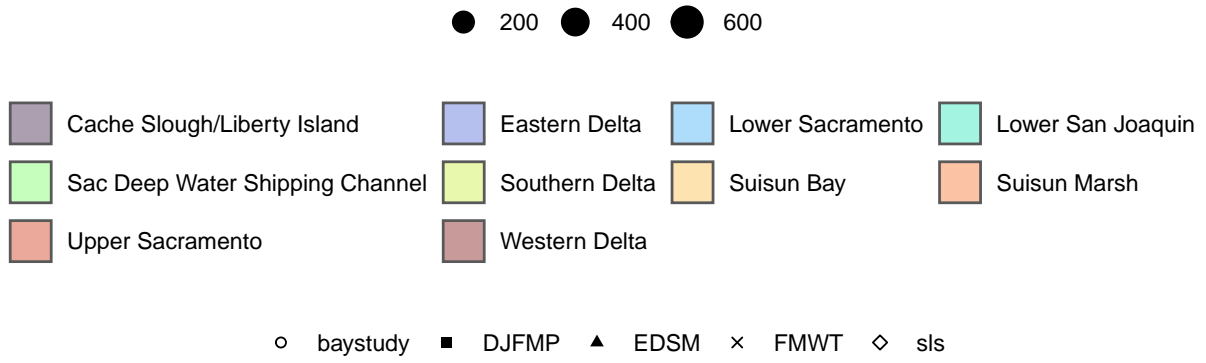 200 400 600
Cache Slough/Liberty Island Eastern Delta Lower Sacramento Lower San Joaquin
Sac Deep Water Shipping Channel Southern Delta Suisun Bay Suisun Marsh
Upper Sacramento Western Delta
baystudy DJFMP EDSM FMWT sls